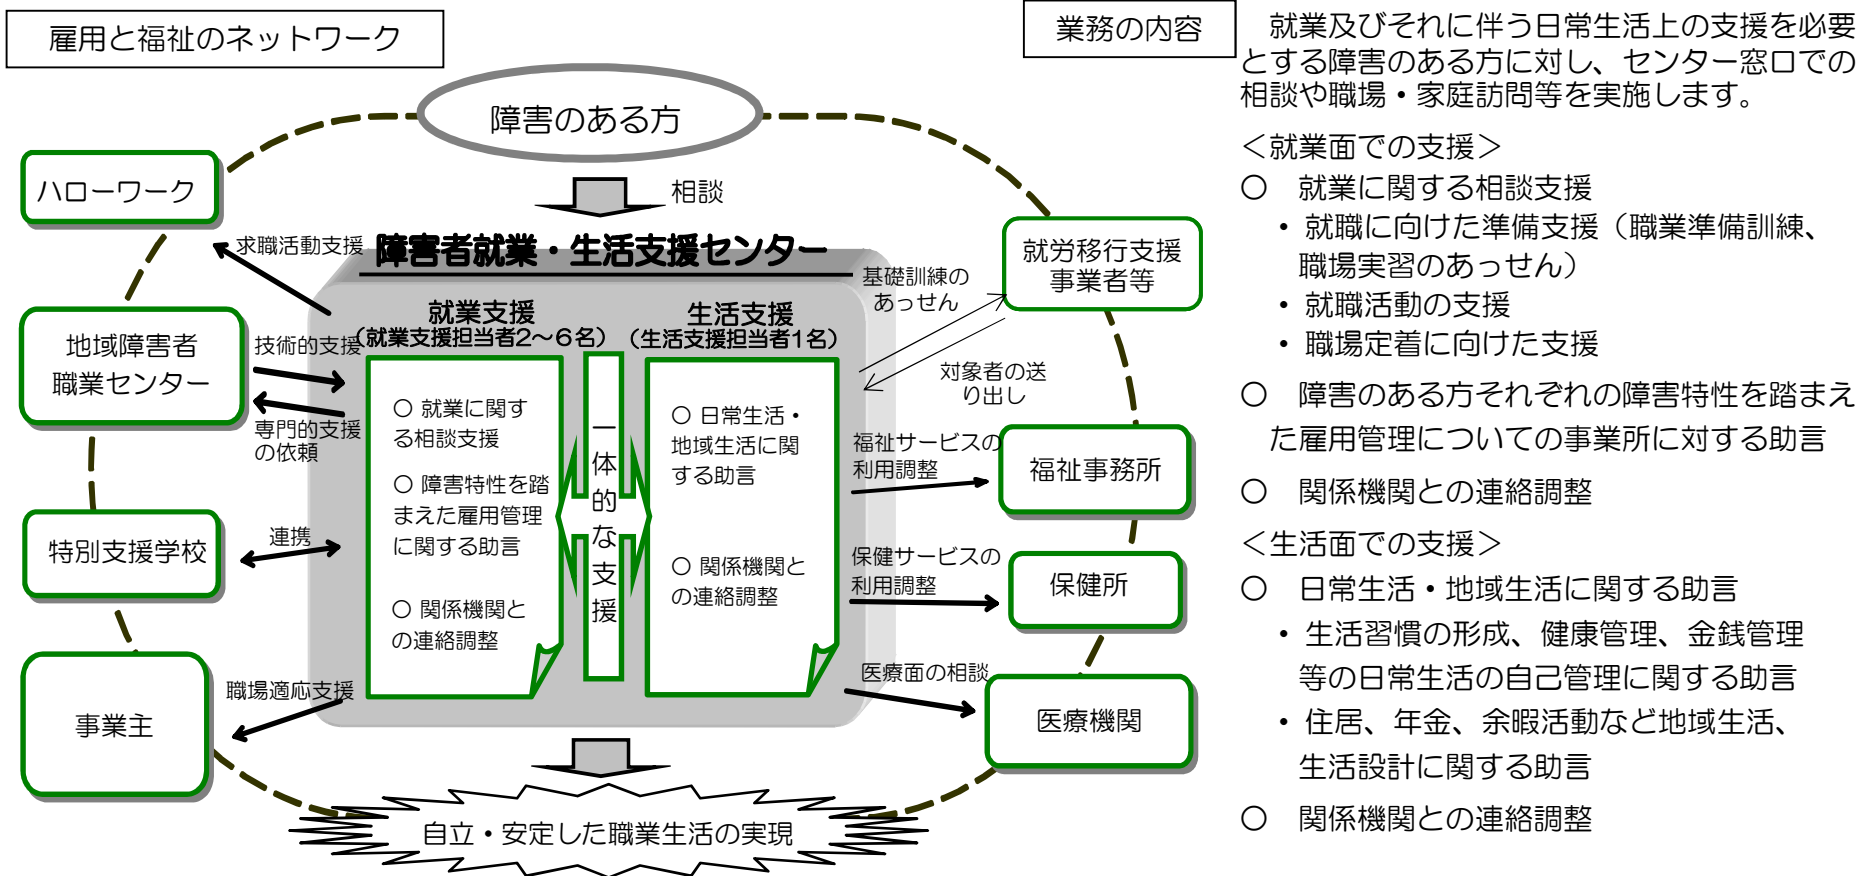 雇用と福祉のネットワーク
障害のある方
相談
ハローワーク
求職活動支援
地域障害者
職業センター
技術的支援
専門的支援
の依頼
特別支援学校
連携
事業主
職場適応支援
障害者就業・生活支援センター
就業支援
（就業支援担当者2～6名）
〇 就業に関す
る相談支援
〇 障害特性を踏
まえた雇用管理
に関する助言
〇 関係機関と
の連絡調整
一体的な支援
生活支援
（生活支援担当者1名）
〇 日常生活・
地域生活に関
する助言
〇 関係機関と
の連絡調整
基礎訓練の
あっせん
対象者の送
り出し
就労移行支援
事業者等
福祉サービスの
利用調整
福祉事務所
保健サービスの
利用調整
保健所
医療面の相談
医療機関
自立・安定した職業生活の実現
業務の内容
就業及びそれに伴う日常生活上の支援を必要
とする障害のある方に対し、センター窓口での
相談や職場・家庭訪問等を実施します。
＜就業面での支援＞
〇　就業に関する相談支援
・就職に向けた準備支援（職業準備訓練、
職場実習のあっせん）
・就職活動の支援
・職場定着に向けた支援
〇　障害のある方それぞれの障害特性を踏まえ
た雇用管理についての事業所に対する助言
〇　関係機関との連絡調整
＜生活面での支援＞
〇　日常生活・地域生活に関する助言
・生活習慣の形成、健康管理、金銭管理
等の日常生活の自己管理に関する助言
・住居、年金、余暇活動など地域生活、
生活設計に関する助言
〇　関係機関との連絡調整